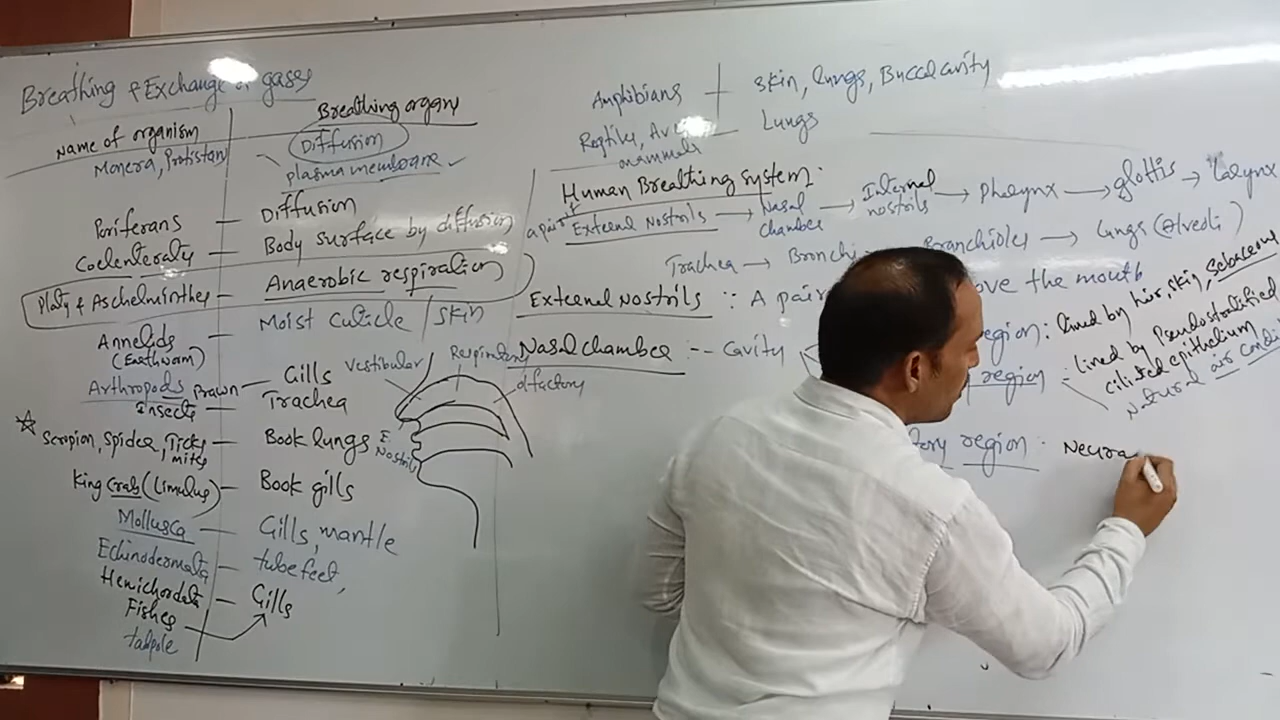 Breathing & Exchange of gases
Name of organism Breathing organs
Monera, Protistan Diffusion
plasma membrane
Poriferans — Diffusion
Coelenterata — Body surface by diffusion
Platy & Aschelminthes — Anaerobic respiration
Annelids — Moist cuticle / skin
(Earthworm)
Arthropods Prawn — Gills
Insects — Trachea
Scropion, Spider, Ticks — Book lungs
mites
King Crab (Limulus) — Book gills
Mollusca — Gills, mantle
Echinodermata — tube feet,
Hemichordata — Gills
Fishes
tadpole
Vestibular
Respiratory
olfactory
E. Nostrils
Amphibians — skin, lungs, Buccal cavity
Reptiles, Aves — Lungs
mammals
Human Breathing system.
a pair
External Nostrils → Nasal chamber → Internal nostrils → pharynx → glottis → Larynx
Trachea → Bronchi Branchioles → Lungs (Alveoli)
External Nostrils :: A pair ove the mouth
region: lined by hair, skin, Sebaceous
Nasal chamber :-- Cavity
region - lined by Pseudostratified
ciliated epithelium
Natural air condi
tory region : Neura